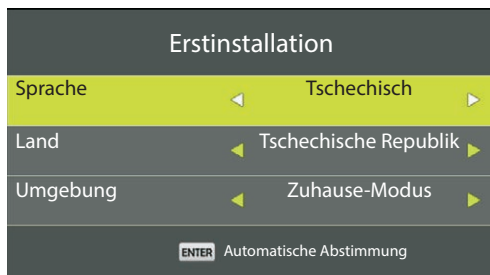 Erstinstallation
Sprache Tschechisch
Land Tschechische Republik
Umgebung Zuhause-Modus
ENTER Automatische Abstimmung